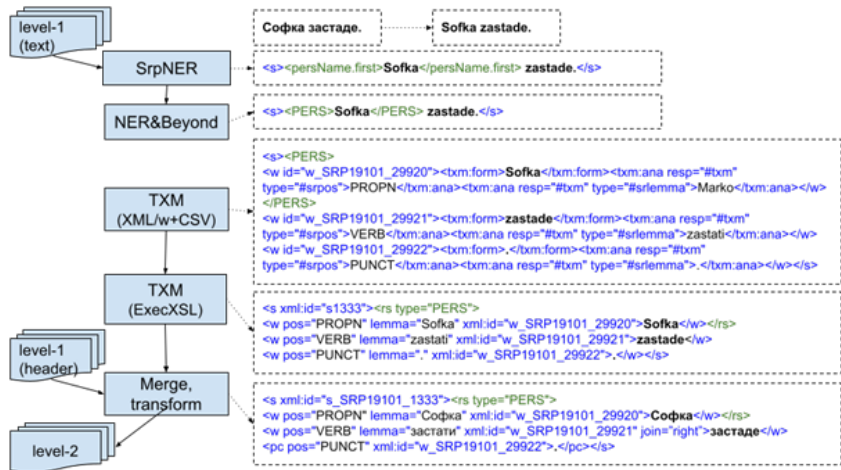 level-1
(text)
Софка застаде.
Sofka zastade.
SrpNER
<s><persName.first>Sofka</persName.first> zastade.</s>
NER&Beyond
<s><PERS>Sofka</PERS> zastade.</s>
TXM
(XML/w+CSV)
<s><PERS>
<w id="w_SRP19101_29920"><txm:form>Sofka</txm:form><txm:ana resp="#txm"
type="#srpos">PROPN</txm:ana><txm:ana resp="#txm" type="#srlemma">Marko</txm:ana></w>
</PERS>
<w id="w_SRP19101_29921"><txm:form>zastade</txm:form><txm:ana resp="#txm"
type="#srpos">VERB</txm:ana><txm:ana resp="#txm" type="#srlemma">zastati</txm:ana></w>
<w id="w_SRP19101_29922"><txm:form>.</txm:form><txm:ana resp="#txm"
type="#srpos">PUNCT</txm:ana><txm:ana resp="#txm" type="#srlemma">.</txm:ana></w></s>
TXM
(ExecXSL)
<s xml:id="s1333"><rs type="PERS">
<w pos="PROPN" lemma="Sofka" xml:id="w_SRP19101_29920">Sofka</w></rs>
<w pos="VERB" lemma="zastati" xml:id="w_SRP19101_29921">zastade</w>
<w pos="PUNCT" lemma="." xml:id="w_SRP19101_29922">.</w></s>
level-1
(header)
Merge,
transform
<s xml:id="s_SRP19101_1333"><rs type="PERS">
<w pos="PROPN" lemma="Софка" xml:id="w_SRP19101_29920">Софка</w></rs>
<w pos="VERB" lemma="застати" xml:id="w_SRP19101_29921" join="right">застаде</w>
<pc pos="PUNCT" xml:id="w_SRP19101_29922">.</pc></s>
level-2